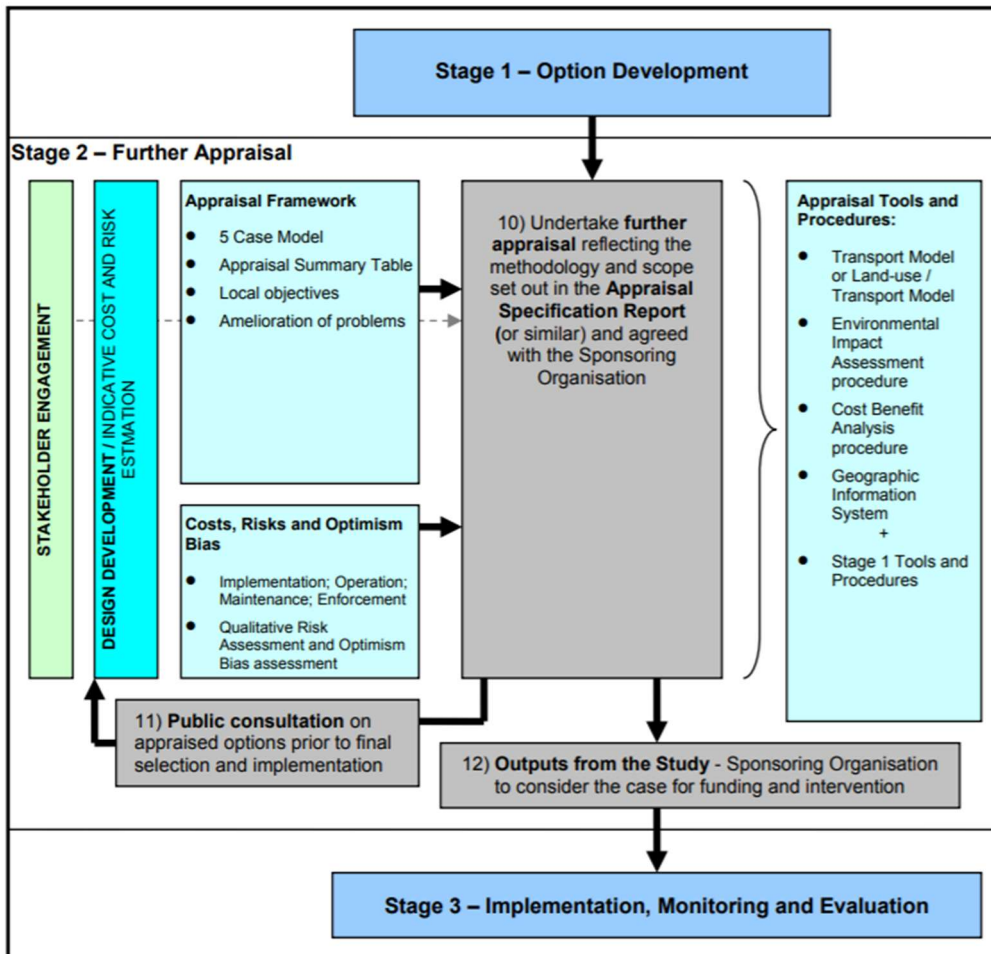 Stage 1 – Option Development
Stage 2 – Further Appraisal
STAKEHOLDER ENGAGEMENT
DESIGN DEVELOPMENT / INDICATIVE COST AND RISK
ESTMATION
Appraisal Framework
● 5 Case Model
● Appraisal Summary Table
● Local objectives
● Amelioration of problems
Costs, Risks and Optimism
Bias
● Implementation; Operation;
Maintenance; Enforcement
● Qualitative Risk
Assessment and Optimism
Bias assessment
10) Undertake further
appraisal reflecting the
methodology and scope
set out in the Appraisal
Specification Report
(or similar) and agreed
with the Sponsoring
Organisation
Appraisal Tools and
Procedures:
● Transport Model
or Land-use /
Transport Model
● Environmental
Impact
Assessment
procedure
● Cost Benefit
Analysis
procedure
● Geographic
Information
System
+
● Stage 1 Tools and
Procedures
11) Public consultation on
appraised options prior to final
selection and implementation
12) Outputs from the Study - Sponsoring Organisation
to consider the case for funding and intervention
Stage 3 – Implementation, Monitoring and Evaluation